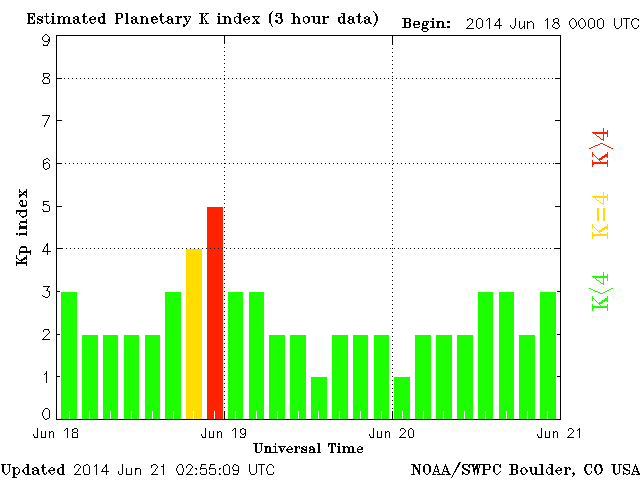 Estimated Planetary K index (3 hour data) Begin: 2014 Jun 18 0000 UTC
9
8
7
6
5
4
3
2
1
0
Kp index
K>4
K=4
K<4
Jun 18 Jun 19 Jun 20 Jun 21
Universal Time
Updated 2014 Jun 21 02:55:09 UTC NOAA/SWPC Boulder, CO USA